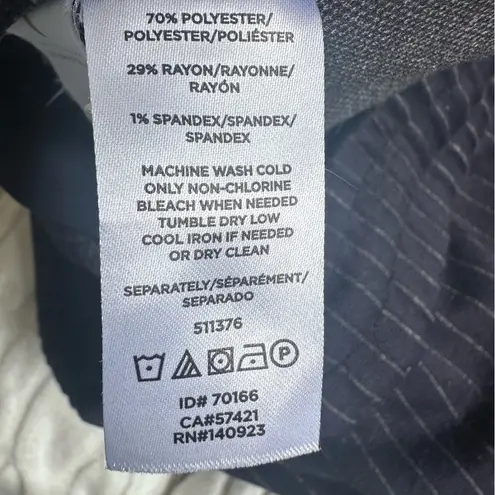 70% POLYESTER/
POLYESTER/POLIÉSTER
29% RAYON/RAYONNE/
RAYÓN
1% SPANDEX/SPANDEX/
SPANDEX
MACHINE WASH COLD
ONLY NON-CHLORINE
BLEACH WHEN NEEDED
TUMBLE DRY LOW
COOL IRON IF NEEDED
OR DRY CLEAN
SEPARATELY/SÉPARÉMENT/
SEPARADO
511376
P
ID# 70166
CA#57421
RN#140923